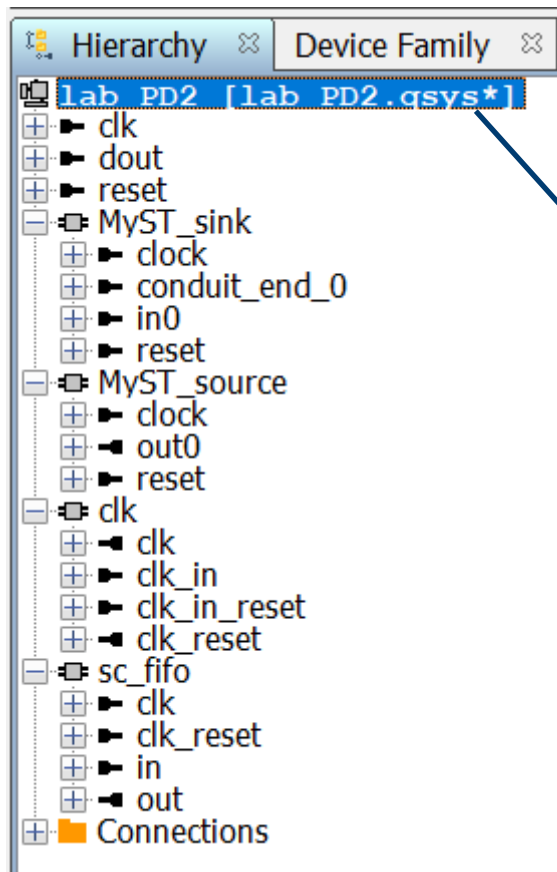 Hierarchy Device Family
lab_PD2 [lab_PD2.qsys*]
clk
dout
reset
MyST_sink
clock
conduit_end_0
in0
reset
MyST_source
clock
out0
reset
clk
clk
clk_in
clk_in_reset
clk_reset
sc_fifo
clk
clk_reset
in
out
Connections